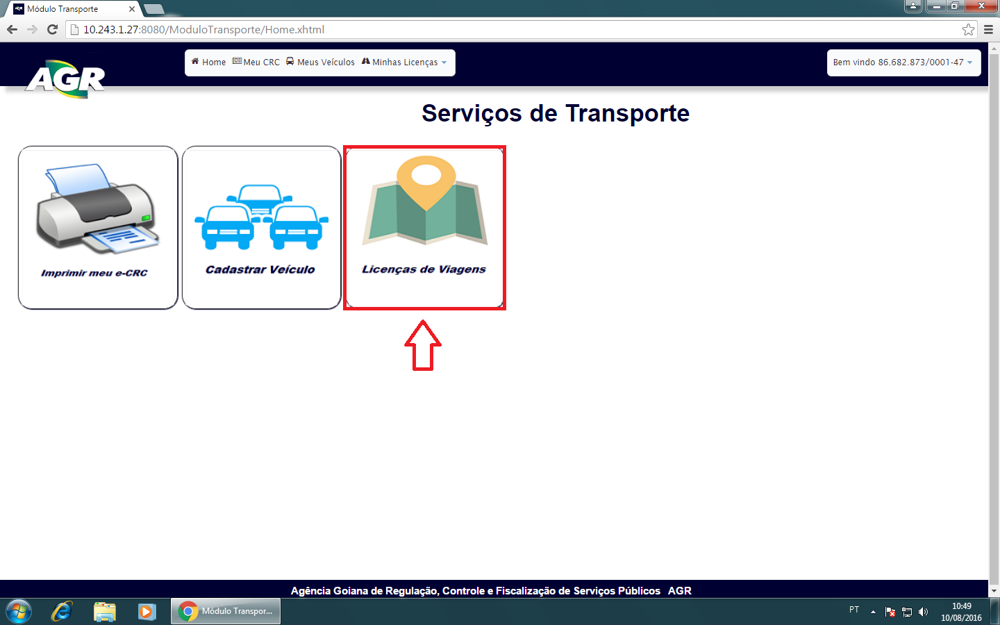 Módulo Transporte
10.243.1.27:8080/ModuloTransporte/Home.xhtml
AGR
Home Meu CRC Meus Veículos Minhas Licenças
Bem vindo 86.682.873/0001-47
Serviços de Transporte
Imprimir meu e-CRC
Cadastrar Veículo
Licenças de Viagens
Agência Goiana de Regulação, Controle e Fiscalização de Serviços Públicos AGR
Módulo Transpor...
PT
10:49
10/08/2016